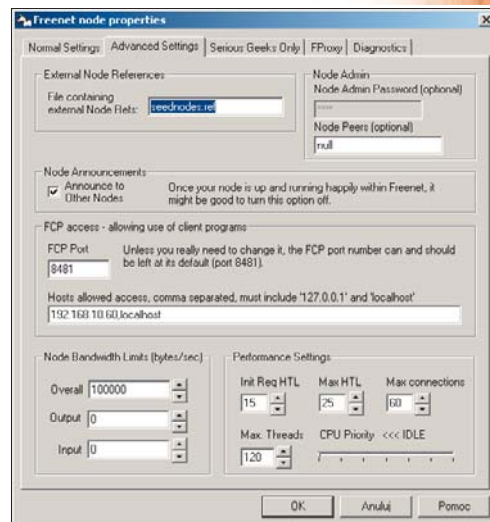 Freenet node properties
Normal Settings
Advanced Settings
Serious Geeks Only
FProxy
Diagnostics
External Node References
File containing
external Node Refs:
seednodes.ref
Node Admin
Node Admin Password (optional)
Node Peers (optional)
null
Node Announcements
Announce to
Other Nodes
Once your node is up and running happily within Freenet, it
might be good to turn this option off.
FCP access - allowing use of client programs
FCP Port
8481
Unless you really need to change it, the FCP port number can and should
be left at its default (port 8481).
Hosts allowed access, comma separated, must include '127.0.0.1' and 'localhost'
192.168.10.60,localhost
Node Bandwidth Limits (bytes/sec)
Overall 100000
Output 0
Input 0
Performance Settings
Init Req HTL
Max HTL
Max connections
15
25
60
Max. Threads
CPU Priority <<< IDLE
120
OK
Anuluj
Pomoc